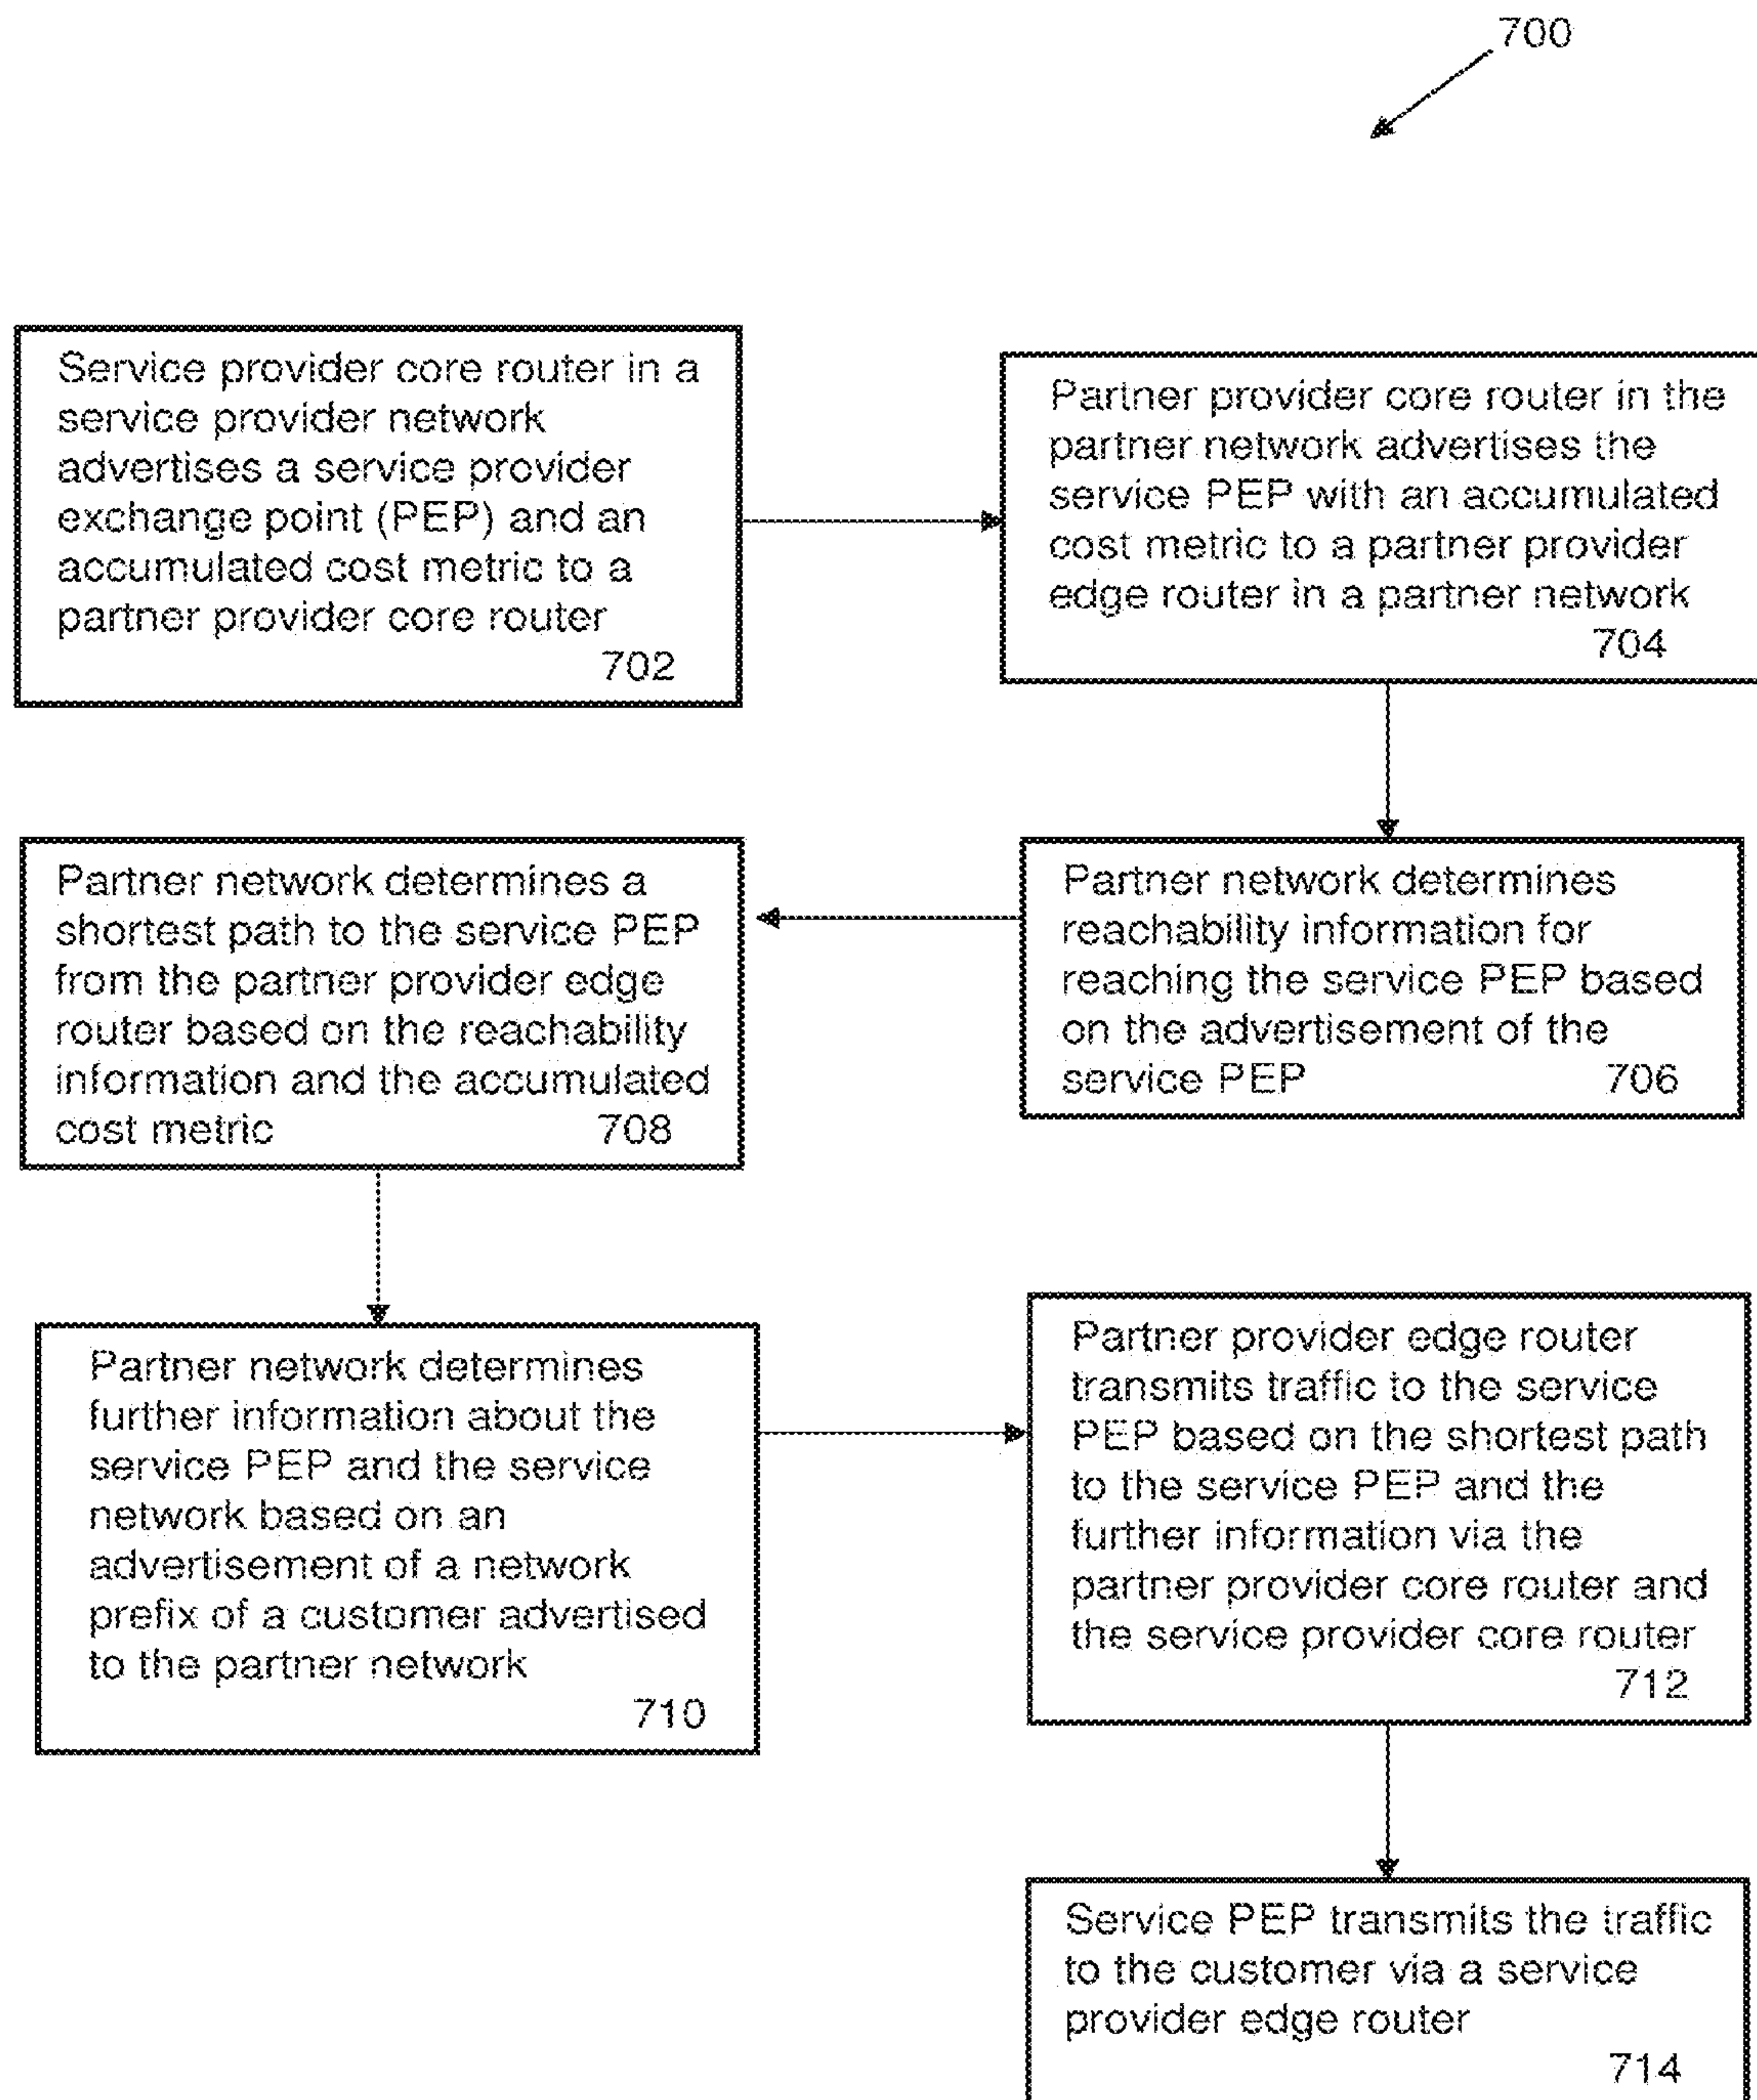 700
Service provider core router in a
service provider network
advertises a service provider
exchange point (PEP) and an
accumulated cost metric to a
partner provider core router
702
Partner provider core router in the
partner network advertises the
service PEP with an accumulated
cost metric to a partner provider
edge router in a partner network
704
Partner network determines
reachability information for
reaching the service PEP based
on the advertisement of the
service PEP 706
Partner network determines a
shortest path to the service PEP
from the partner provider edge
router based on the reachability
information and the accumulated
cost metric 708
Partner network determines
further information about the
service PEP and the service
network based on an
advertisement of a network
prefix of a customer advertised
to the partner network
710
Partner provider edge router
transmits traffic to the service
PEP based on the shortest path
to the service PEP and the
further information via the
partner provider core router and
the service provider core router
712
Service PEP transmits the traffic
to the customer via a service
provider edge router
714